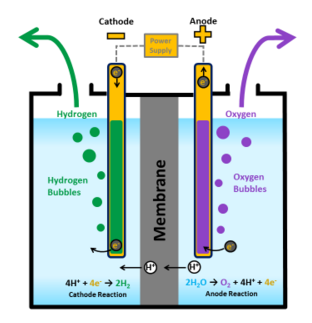 Cathode
Anode
Power
Supply
Hydrogen
Oxygen
Hydrogen
Bubbles
Membrane
Oxygen
Bubbles
H⁺
H⁺
4H⁺ + 4e⁻ → 2H₂
Cathode Reaction
2H₂O → O₂ + 4H⁺ + 4e⁻
Anode Reaction